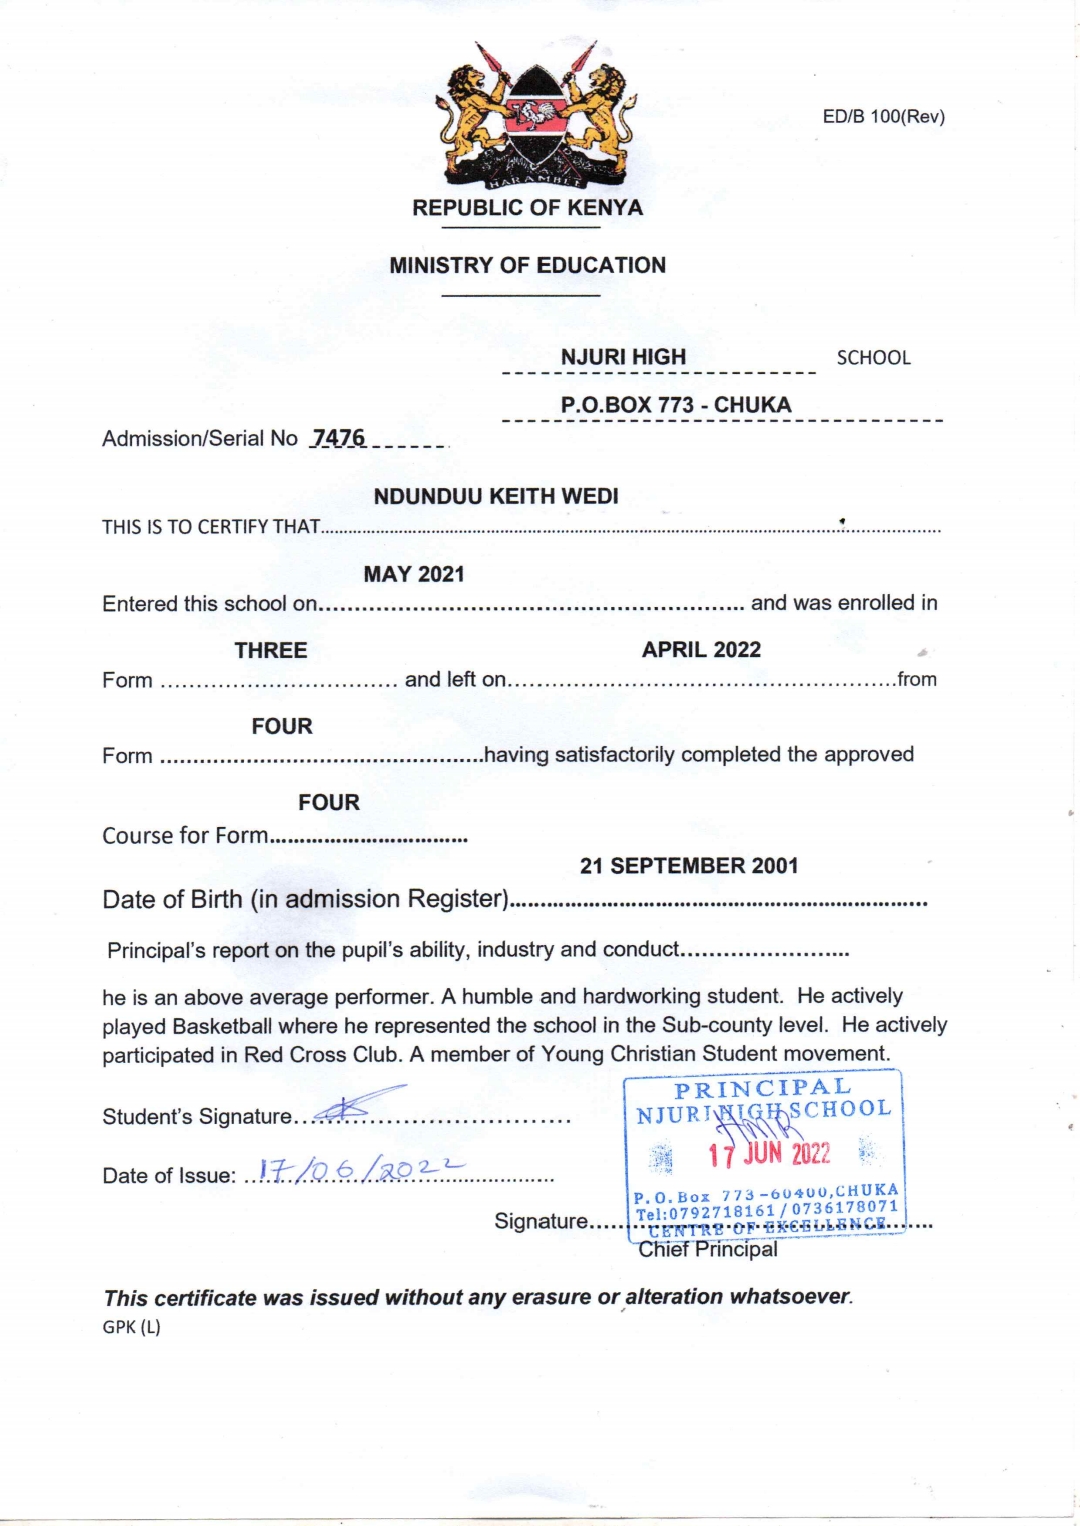 HARAMBEE
ED/B 100(Rev)
REPUBLIC OF KENYA
MINISTRY OF EDUCATION
NJURI HIGH SCHOOL
P.O.BOX 773 - CHUKA
Admission/Serial No 7476
NDUNDUU KEITH WEDI
THIS IS TO CERTIFY THAT
MAY 2021
Entered this school on and was enrolled in
THREE APRIL 2022
Form and left on from
FOUR
Form having satisfactorily completed the approved
FOUR
Course for Form
21 SEPTEMBER 2001
Date of Birth (in admission Register)
Principal's report on the pupil's ability, industry and conduct
he is an above average performer. A humble and hardworking student. He actively
played Basketball where he represented the school in the Sub-county level. He actively
participated in Red Cross Club. A member of Young Christian Student movement.
PRINCIPAL
NJURI HIGH SCHOOL
17 JUN 2022
P.O. Box 773-60400,CHUKA
Tel:0792718161/0736178071
CENTRE OF EXCELLENCE
Student's Signature
Date of Issue: 17/06/2022
Signature
Chief Principal
This certificate was issued without any erasure or alteration whatsoever.
GPK (L)